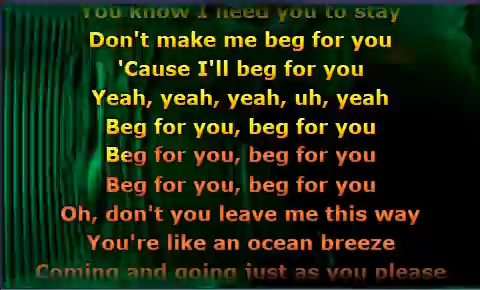 You know I need you to stay
Don't make me beg for you
'Cause I'll beg for you
Yeah, yeah, yeah, uh, yeah
Beg for you, beg for you
Beg for you, beg for you
Beg for you, beg for you
Oh, don't you leave me this way
You're like an ocean breeze
Coming and going just as you please